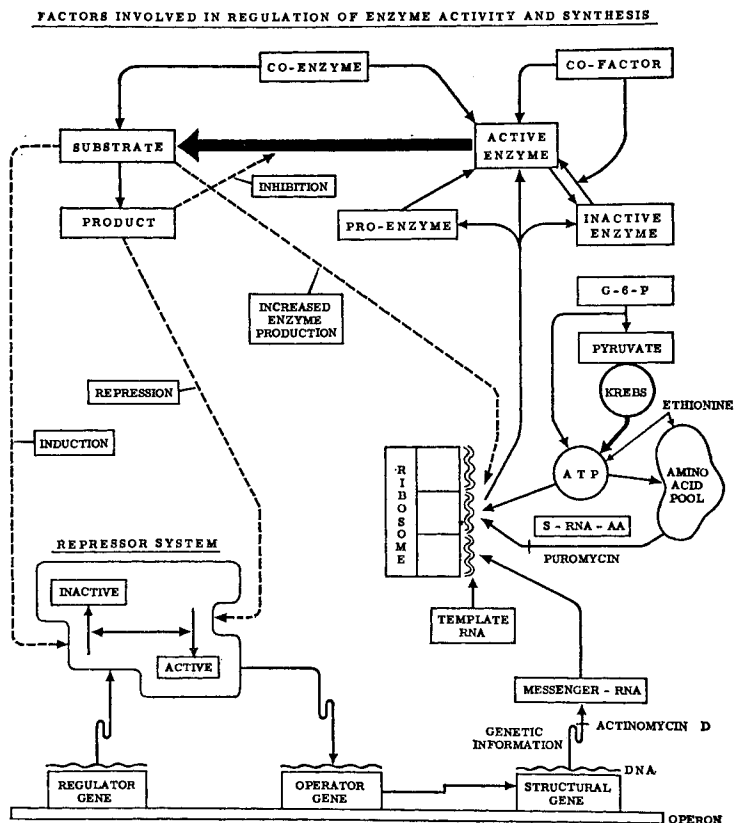 FACTORS INVOLVED IN REGULATION OF ENZYME ACTIVITY AND SYNTHESIS
CO-ENZYME
CO-FACTOR
SUBSTRATE
ACTIVE
ENZYME
INHIBITION
PRODUCT
PRO-ENZYME
INACTIVE
ENZYME
G-6-P
INCREASED
ENZYME
PRODUCTION
PYRUVATE
KREBS
REPRESSION
ETHIONINE
INDUCTION
RIBOSOME
ATP
AMINO
ACID
POOL
S-RNA-AA
PUROMYCIN
REPRESSOR SYSTEM
INACTIVE
ACTIVE
TEMPLATE
RNA
MESSENGER-RNA
GENETIC
INFORMATION
ACTINOMYCIN D
DNA
REGULATOR
GENE
OPERATOR
GENE
STRUCTURAL
GENE
OPERON